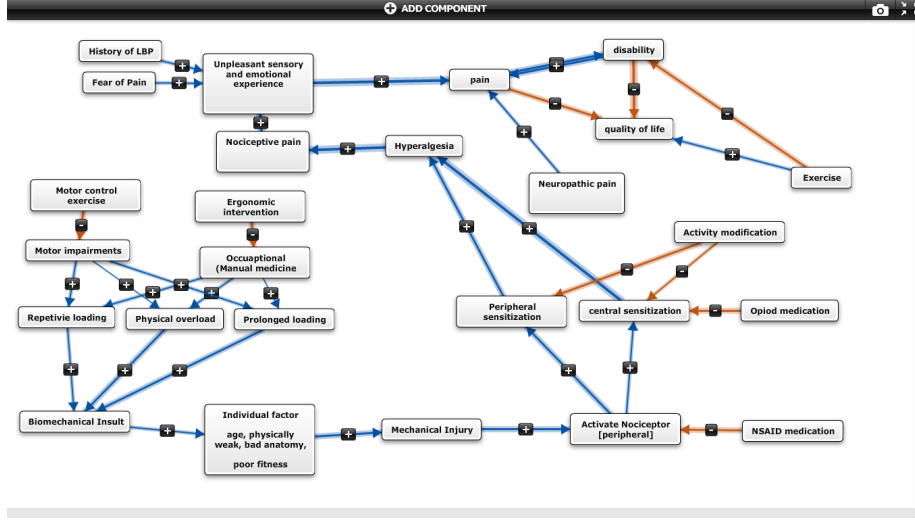 ADD COMPONENT
History of LBP
Fear of Pain
Unpleasant sensory
and emotional
experience
pain
disability
quality of life
Exercise
Nociceptive pain
Hyperalgesia
Neuropathic pain
Motor control
exercise
Ergonomic
intervention
Activity modification
Motor impairments
Occuaptional
(Manual medicine
Repetivie loading
Physical overload
Prolonged loading
Peripheral
sensitization
central sensitization
Opiod medication
Biomechanical Insult
Individual factor
age, physically
weak, bad anatomy,
poor fitness
Mechanical Injury
Activate Nociceptor
[peripheral]
NSAID medication